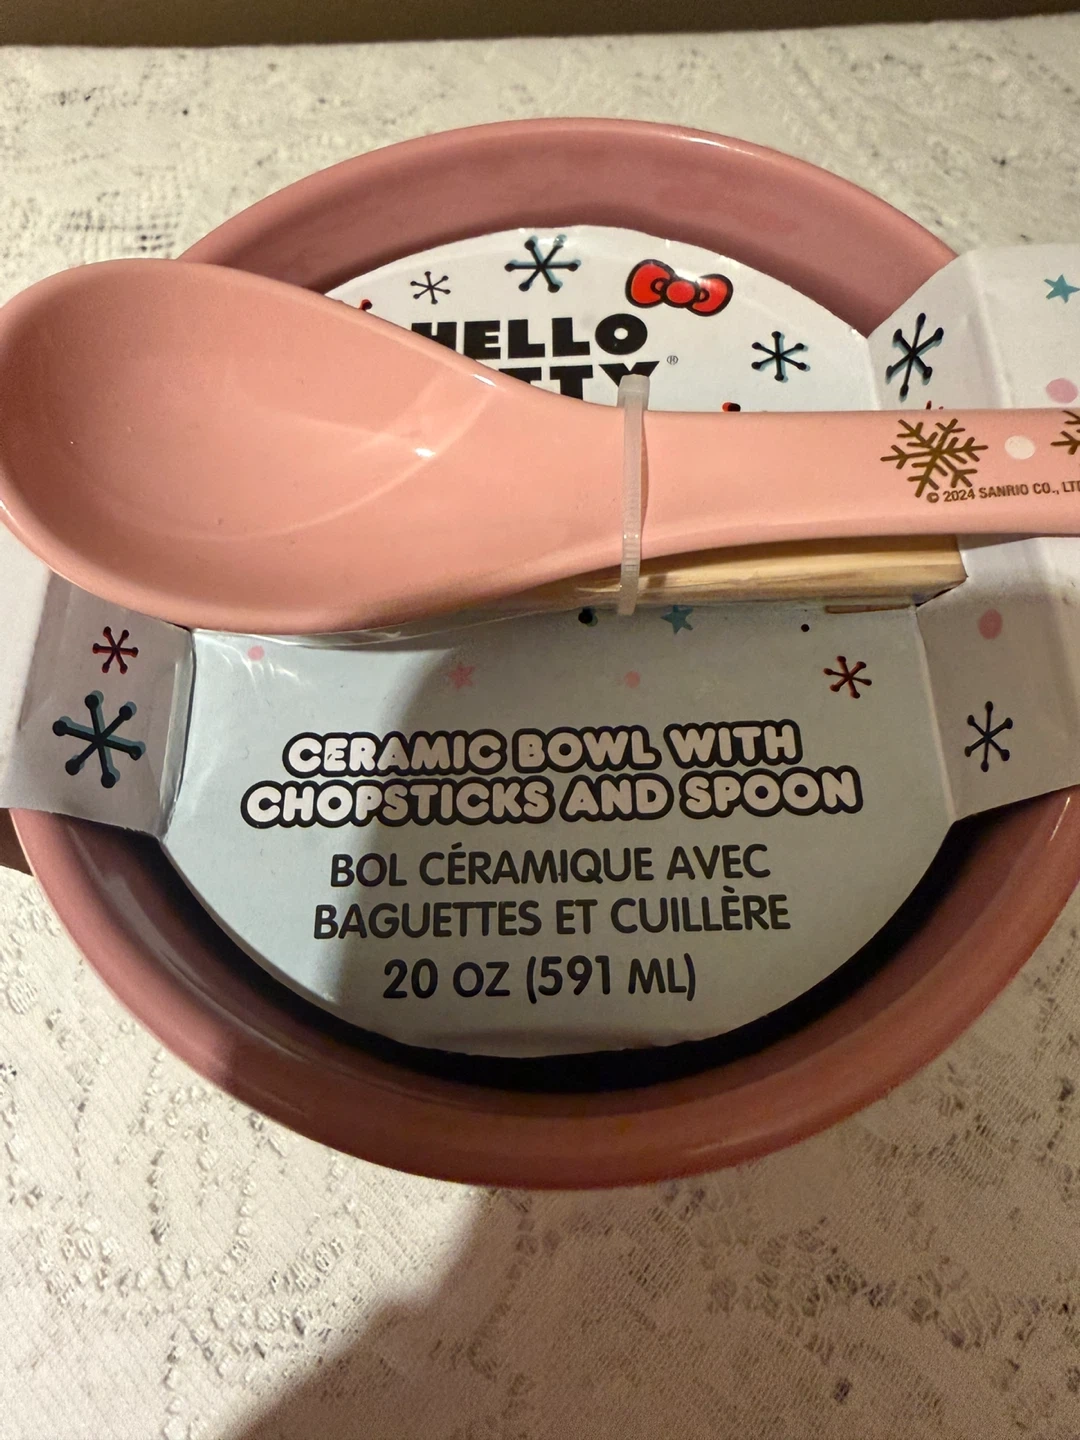 HELLO
®
© 2024 SANRIO CO., LTD
CERAMIC BOWL WITH
CHOPSTICKS AND SPOON
BOL CÉRAMIQUE AVEC
BAGUETTES ET CUILLÈRE
20 OZ (591 ML)